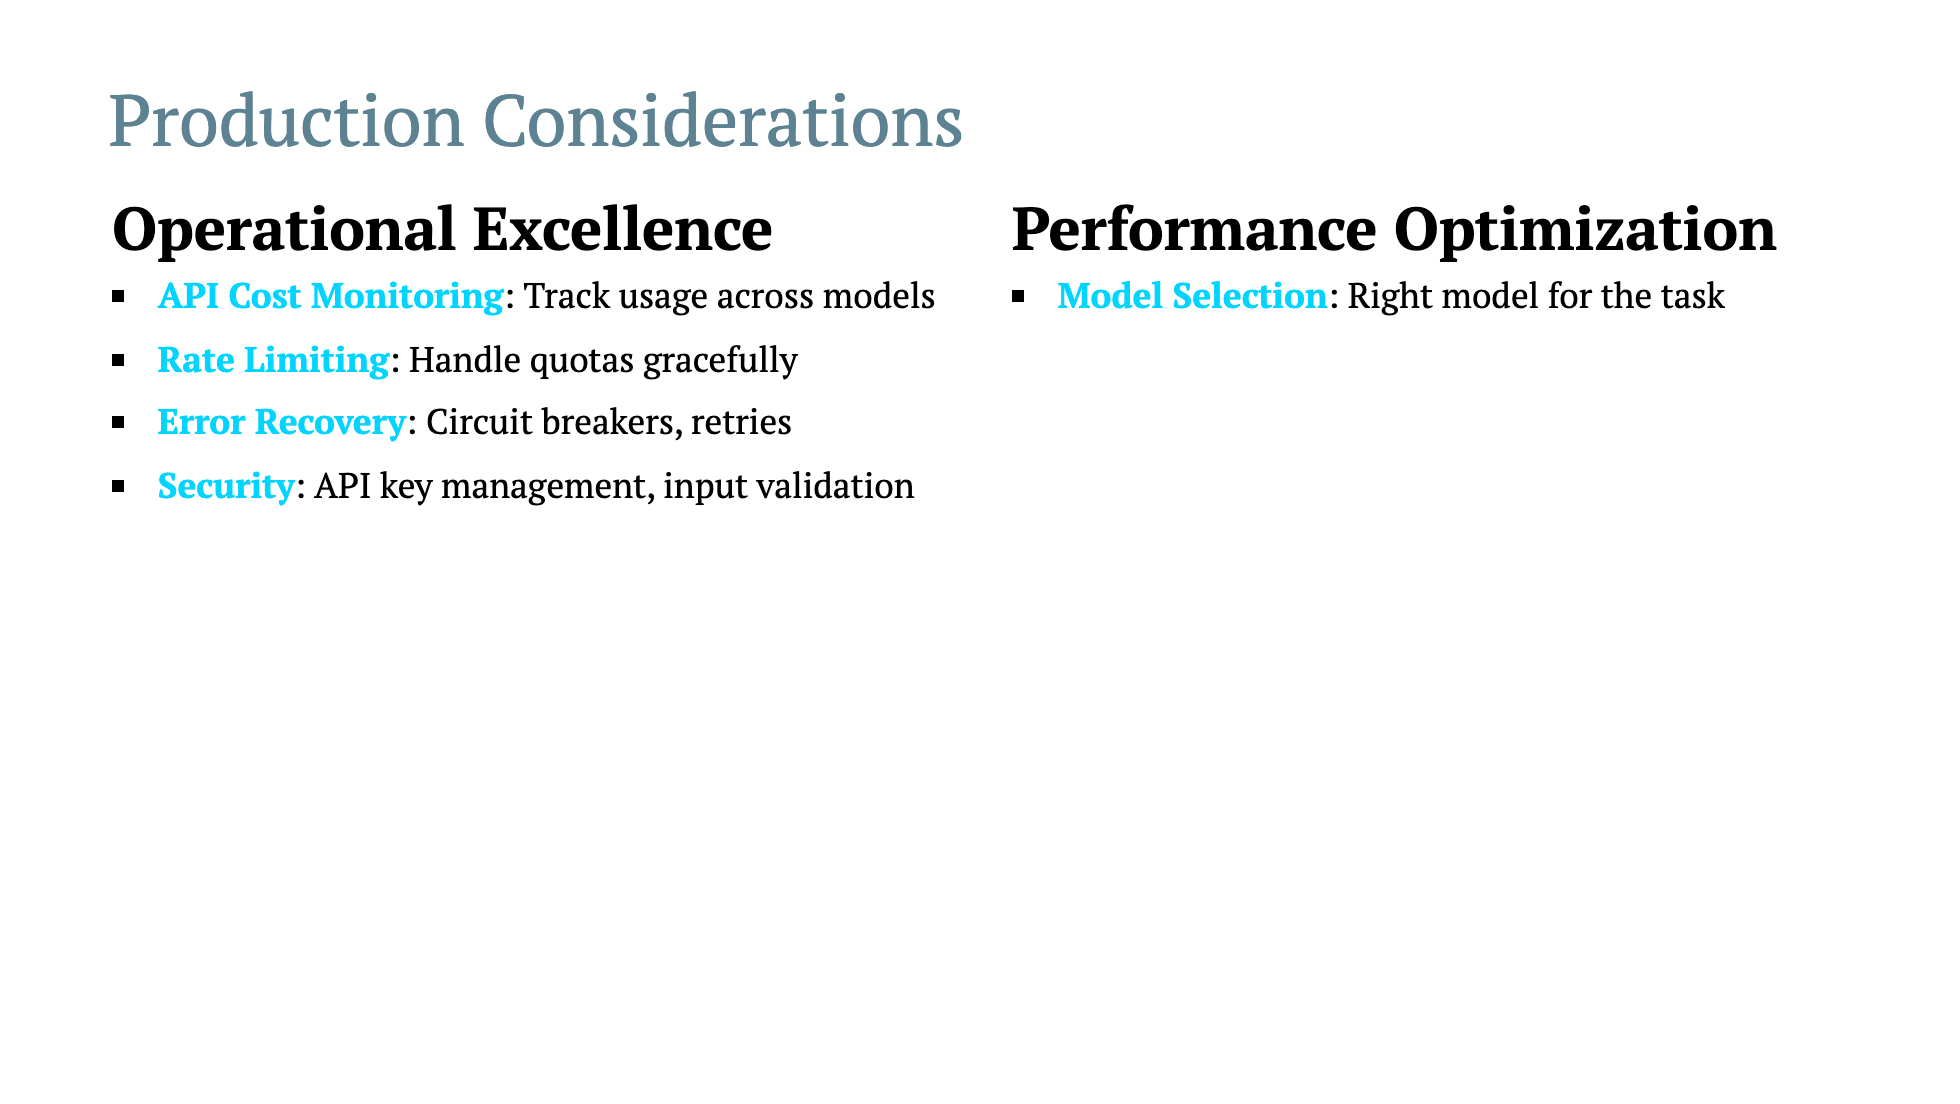 Production Considerations
Operational Excellence
▪ API Cost Monitoring: Track usage across models
▪ Rate Limiting: Handle quotas gracefully
▪ Error Recovery: Circuit breakers, retries
▪ Security: API key management, input validation
Performance Optimization
▪ Model Selection: Right model for the task